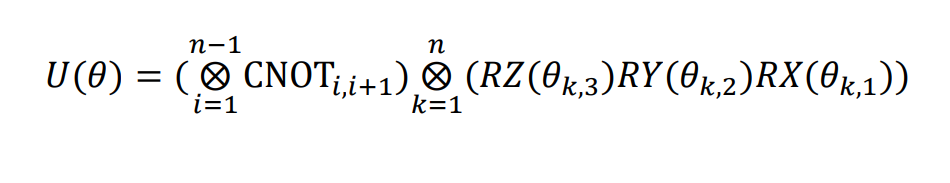 U(θ) = (⊗_{i=1}^{n−1} CNOT_{i,i+1}) ⊗_{k=1}^{n} (RZ(θ_{k,3})RY(θ_{k,2})RX(θ_{k,1}))